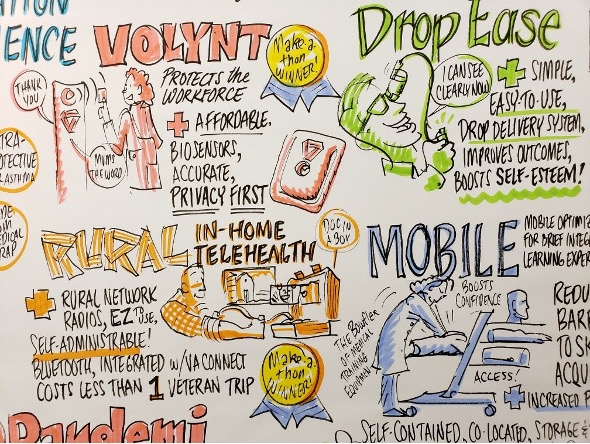 ATION
IENCE
VOLYNT
PROTECTS the
WORKFORCE
+ AFFORDABLE.
BIOSENSORS,
ACCURATE,
PRIVACY FIRST
THANK
YOU
MUMS
THE WORD
Make-a-
thon
WINNER!
TRA-
OTECTIVE
ASTHMA
OM
EDICAL
RAP
Drop Ease
I CAN SEE
CLEARLY NOW
+ SIMPLE,
EASY-TO-USE,
DROP DELIVERY SYSTEM,
IMPROVES OUTCOMES,
BOOSTS SELF-ESTEEM!
RURAL IN-HOME
TELEHEALTH
DOC IN
A BOX
+ RURAL NETWORK
RADIOS, EZ to USE,
SELF-ADMINISTRABLE!
BLUETOOTH, INTEGRATED W/VA CONNECT
COSTS LESS THAN 1 VETERAN TRIP
Make-a-
thon
WINNER!
MOBILE
MOBILE OPTIMIZ
FOR BRIEF INTEG
LEARNING EXPER
BOOSTS
CONFIDENCE
OF MEDICAL
TRAINING
EQUIPMENT
ACCESS!
REDU
BARR
TO SK
ACQU
+ INCREASED P
SELF-CONTAINED, CO-LOCATED, STORAGE &
Pandemi